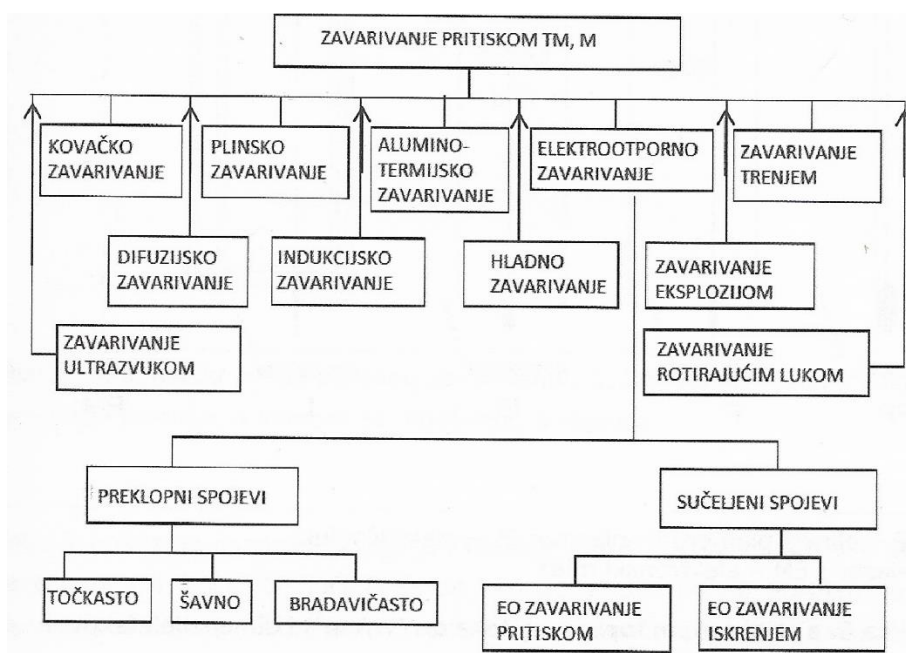 ZAVARIVANJE PRITISKOM TM, M
KOVAČKO
ZAVARIVANJE
PLINSKO
ZAVARIVANJE
ALUMINO-
TERMIJSKO
ZAVARIVANJE
ELEKTROOTPORNO
ZAVARIVANJE
ZAVARIVANJE
TRENJEM
DIFUZIJSKO
ZAVARIVANJE
INDUKCIJSKO
ZAVARIVANJE
HLADNO
ZAVARIVANJE
ZAVARIVANJE
EKSPLOZIJOM
ZAVARIVANJE
ULTRAZVUKOM
ZAVARIVANJE
ROTIRAJUĆIM LUKOM
PREKLOPNI SPOJEVI
SUČELJENI SPOJEVI
TOČKASTO
ŠAVNO
BRADAVIČASTO
EO ZAVARIVANJE
PRITISKOM
EO ZAVARIVANJE
ISKRENJEM